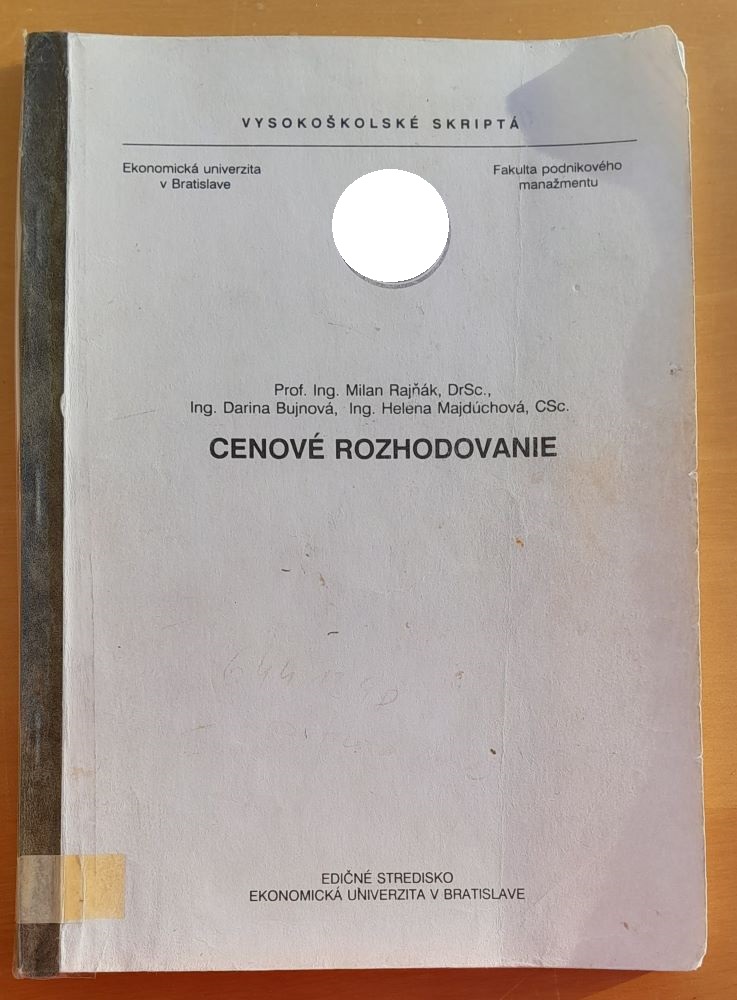 VYSOKOŠKOLSKÉ SKRIPTÁ
Ekonomická univerzita
v Bratislave
Fakulta podnikového
manažmentu
Prof. Ing. Milan Rajňák, DrSc.,
Ing. Darina Bujnová, Ing. Helena Majdúchová, CSc.
CENOVÉ ROZHODOVANIE
EDIČNÉ STREDISKO
EKONOMICKÁ UNIVERZITA V BRATISLAVE